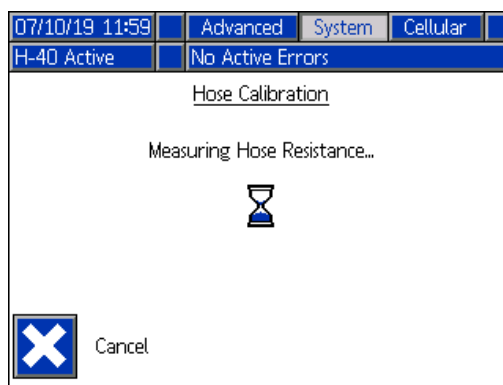 07/10/19 11:59 Advanced System Cellular
H-40 Active No Active Errors
Hose Calibration
Measuring Hose Resistance...
Cancel